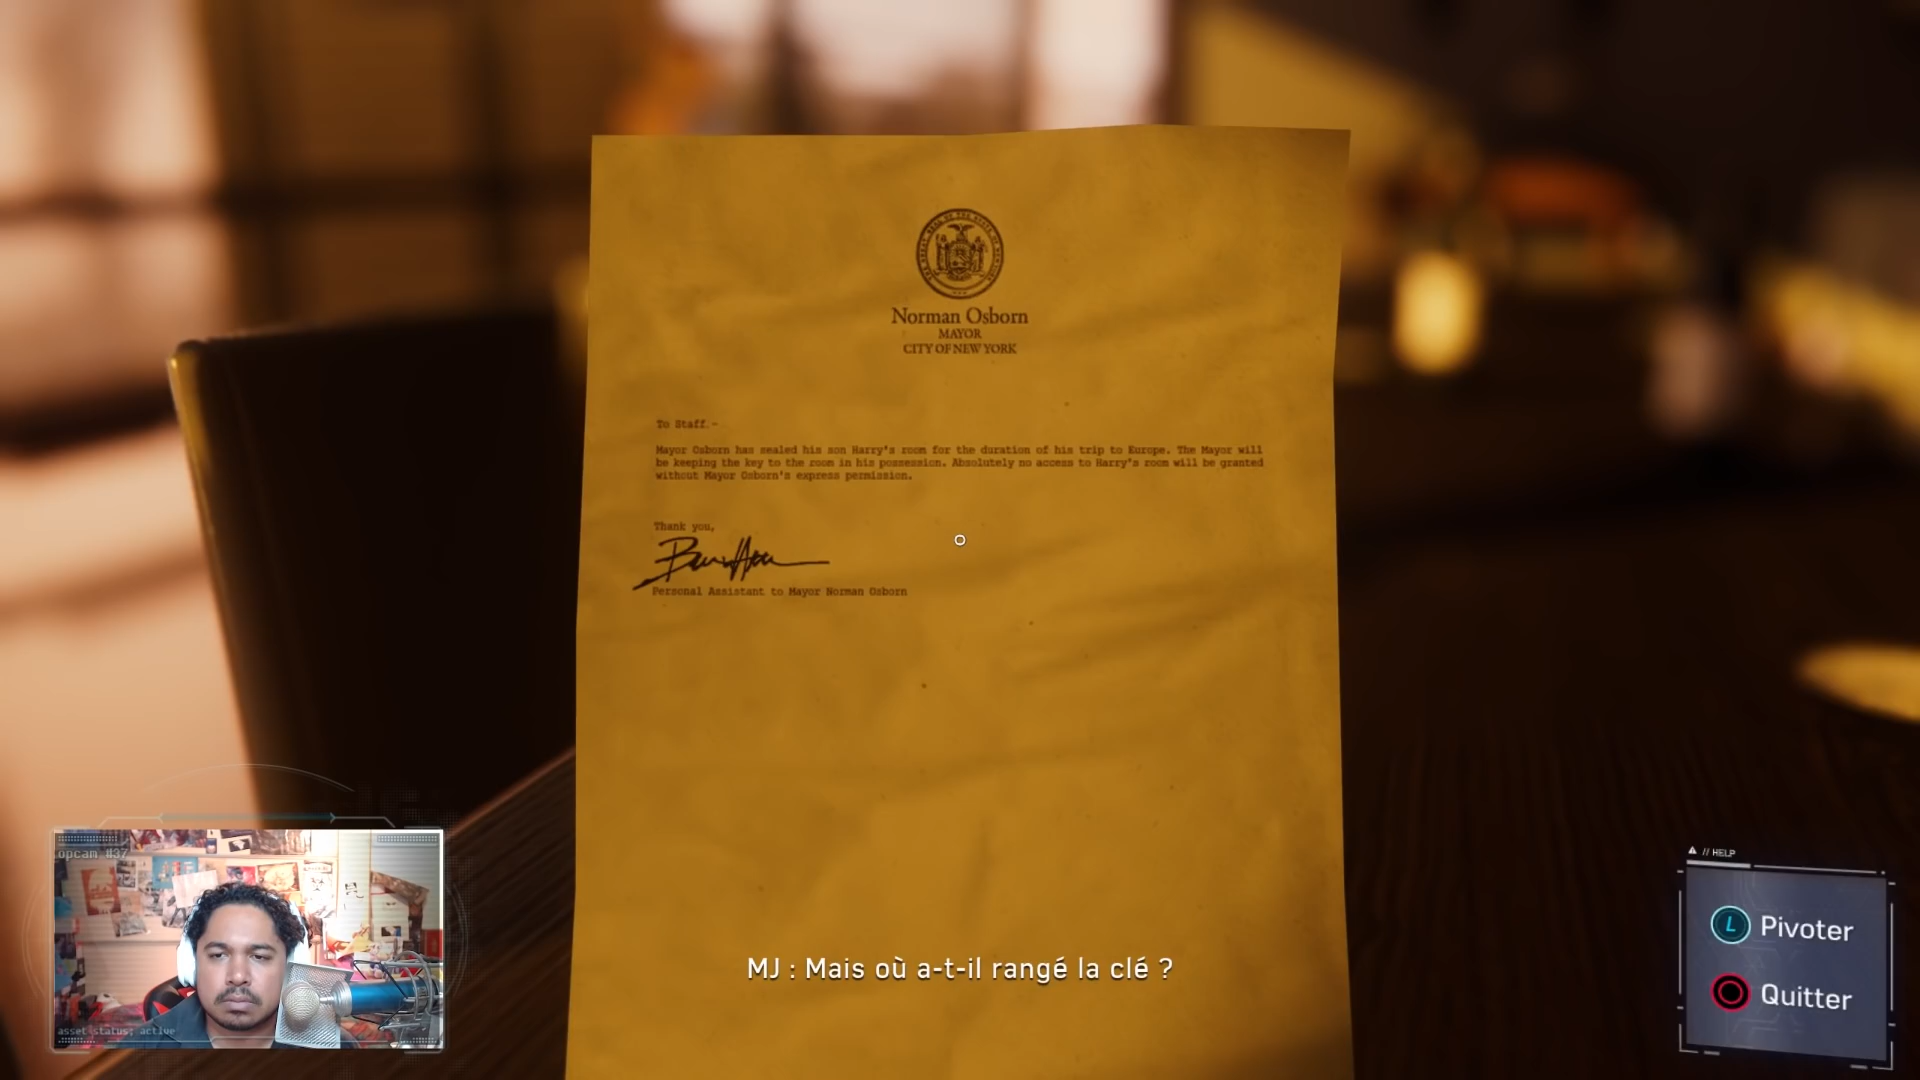 Norman Osborn
MAYOR
CITY OF NEW YORK
To Staff.-
Mayor Osborn has sealed his son Harry's room for the duration of his trip to Europe. The Mayor will
be keeping the key to the room in his possession. Absolutely no access to Harry's room will be granted
without Mayor Osborn's express permission.
Thank you,
Personal Assistant to Mayor Norman Osborn
MJ : Mais où a-t-il rangé la clé ?
opcam #37
asset status: active
// HELP
L Pivoter
Quitter